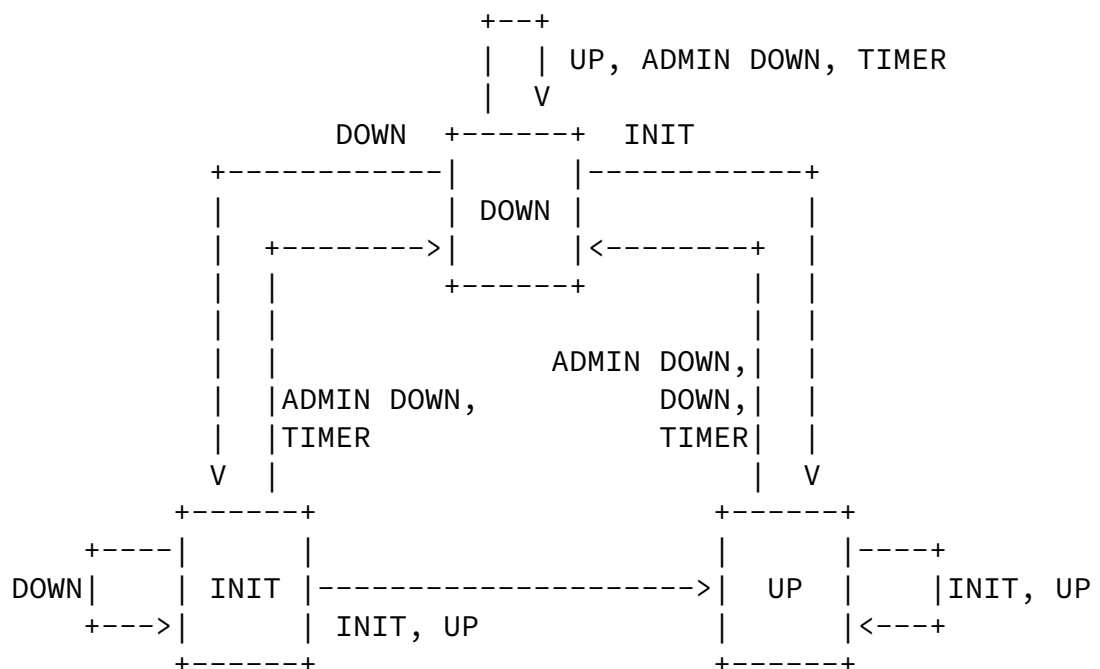 UP, ADMIN DOWN, TIMER
DOWN INIT
DOWN
ADMIN DOWN,
ADMIN DOWN, DOWN,
TIMER TIMER
DOWN INIT UP INIT, UP
INIT, UP